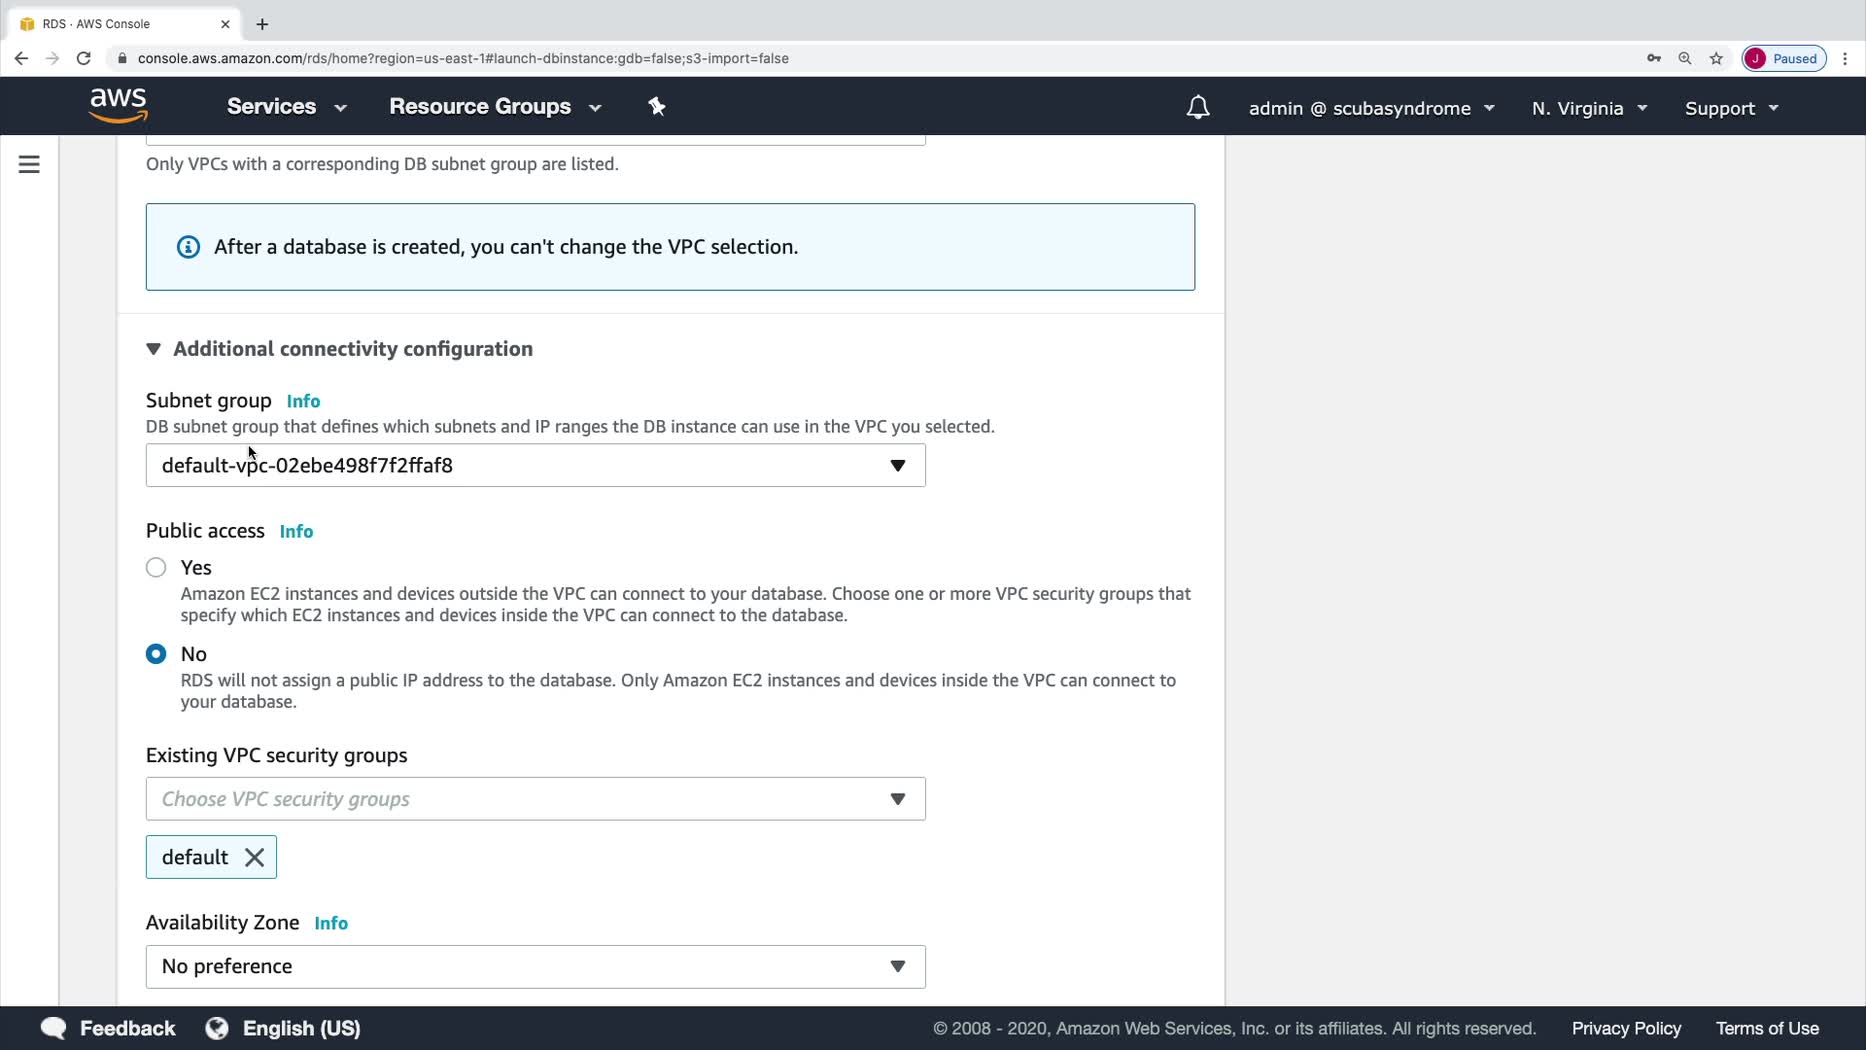 RDS · AWS Console
console.aws.amazon.com/rds/home?region=us-east-1#launch-dbinstance:gdb=false;s3-import=false
J Paused
aws
Services
Resource Groups
admin @ scubasyndrome
N. Virginia
Support
Only VPCs with a corresponding DB subnet group are listed.
After a database is created, you can't change the VPC selection.
Additional connectivity configuration
Subnet group Info
DB subnet group that defines which subnets and IP ranges the DB instance can use in the VPC you selected.
default-vpc-02ebe498f7f2ffaf8
Public access Info
Yes
Amazon EC2 instances and devices outside the VPC can connect to your database. Choose one or more VPC security groups that
specify which EC2 instances and devices inside the VPC can connect to the database.
No
RDS will not assign a public IP address to the database. Only Amazon EC2 instances and devices inside the VPC can connect to
your database.
Existing VPC security groups
Choose VPC security groups
default
Availability Zone Info
No preference
Feedback
English (US)
© 2008 - 2020, Amazon Web Services, Inc. or its affiliates. All rights reserved.
Privacy Policy
Terms of Use